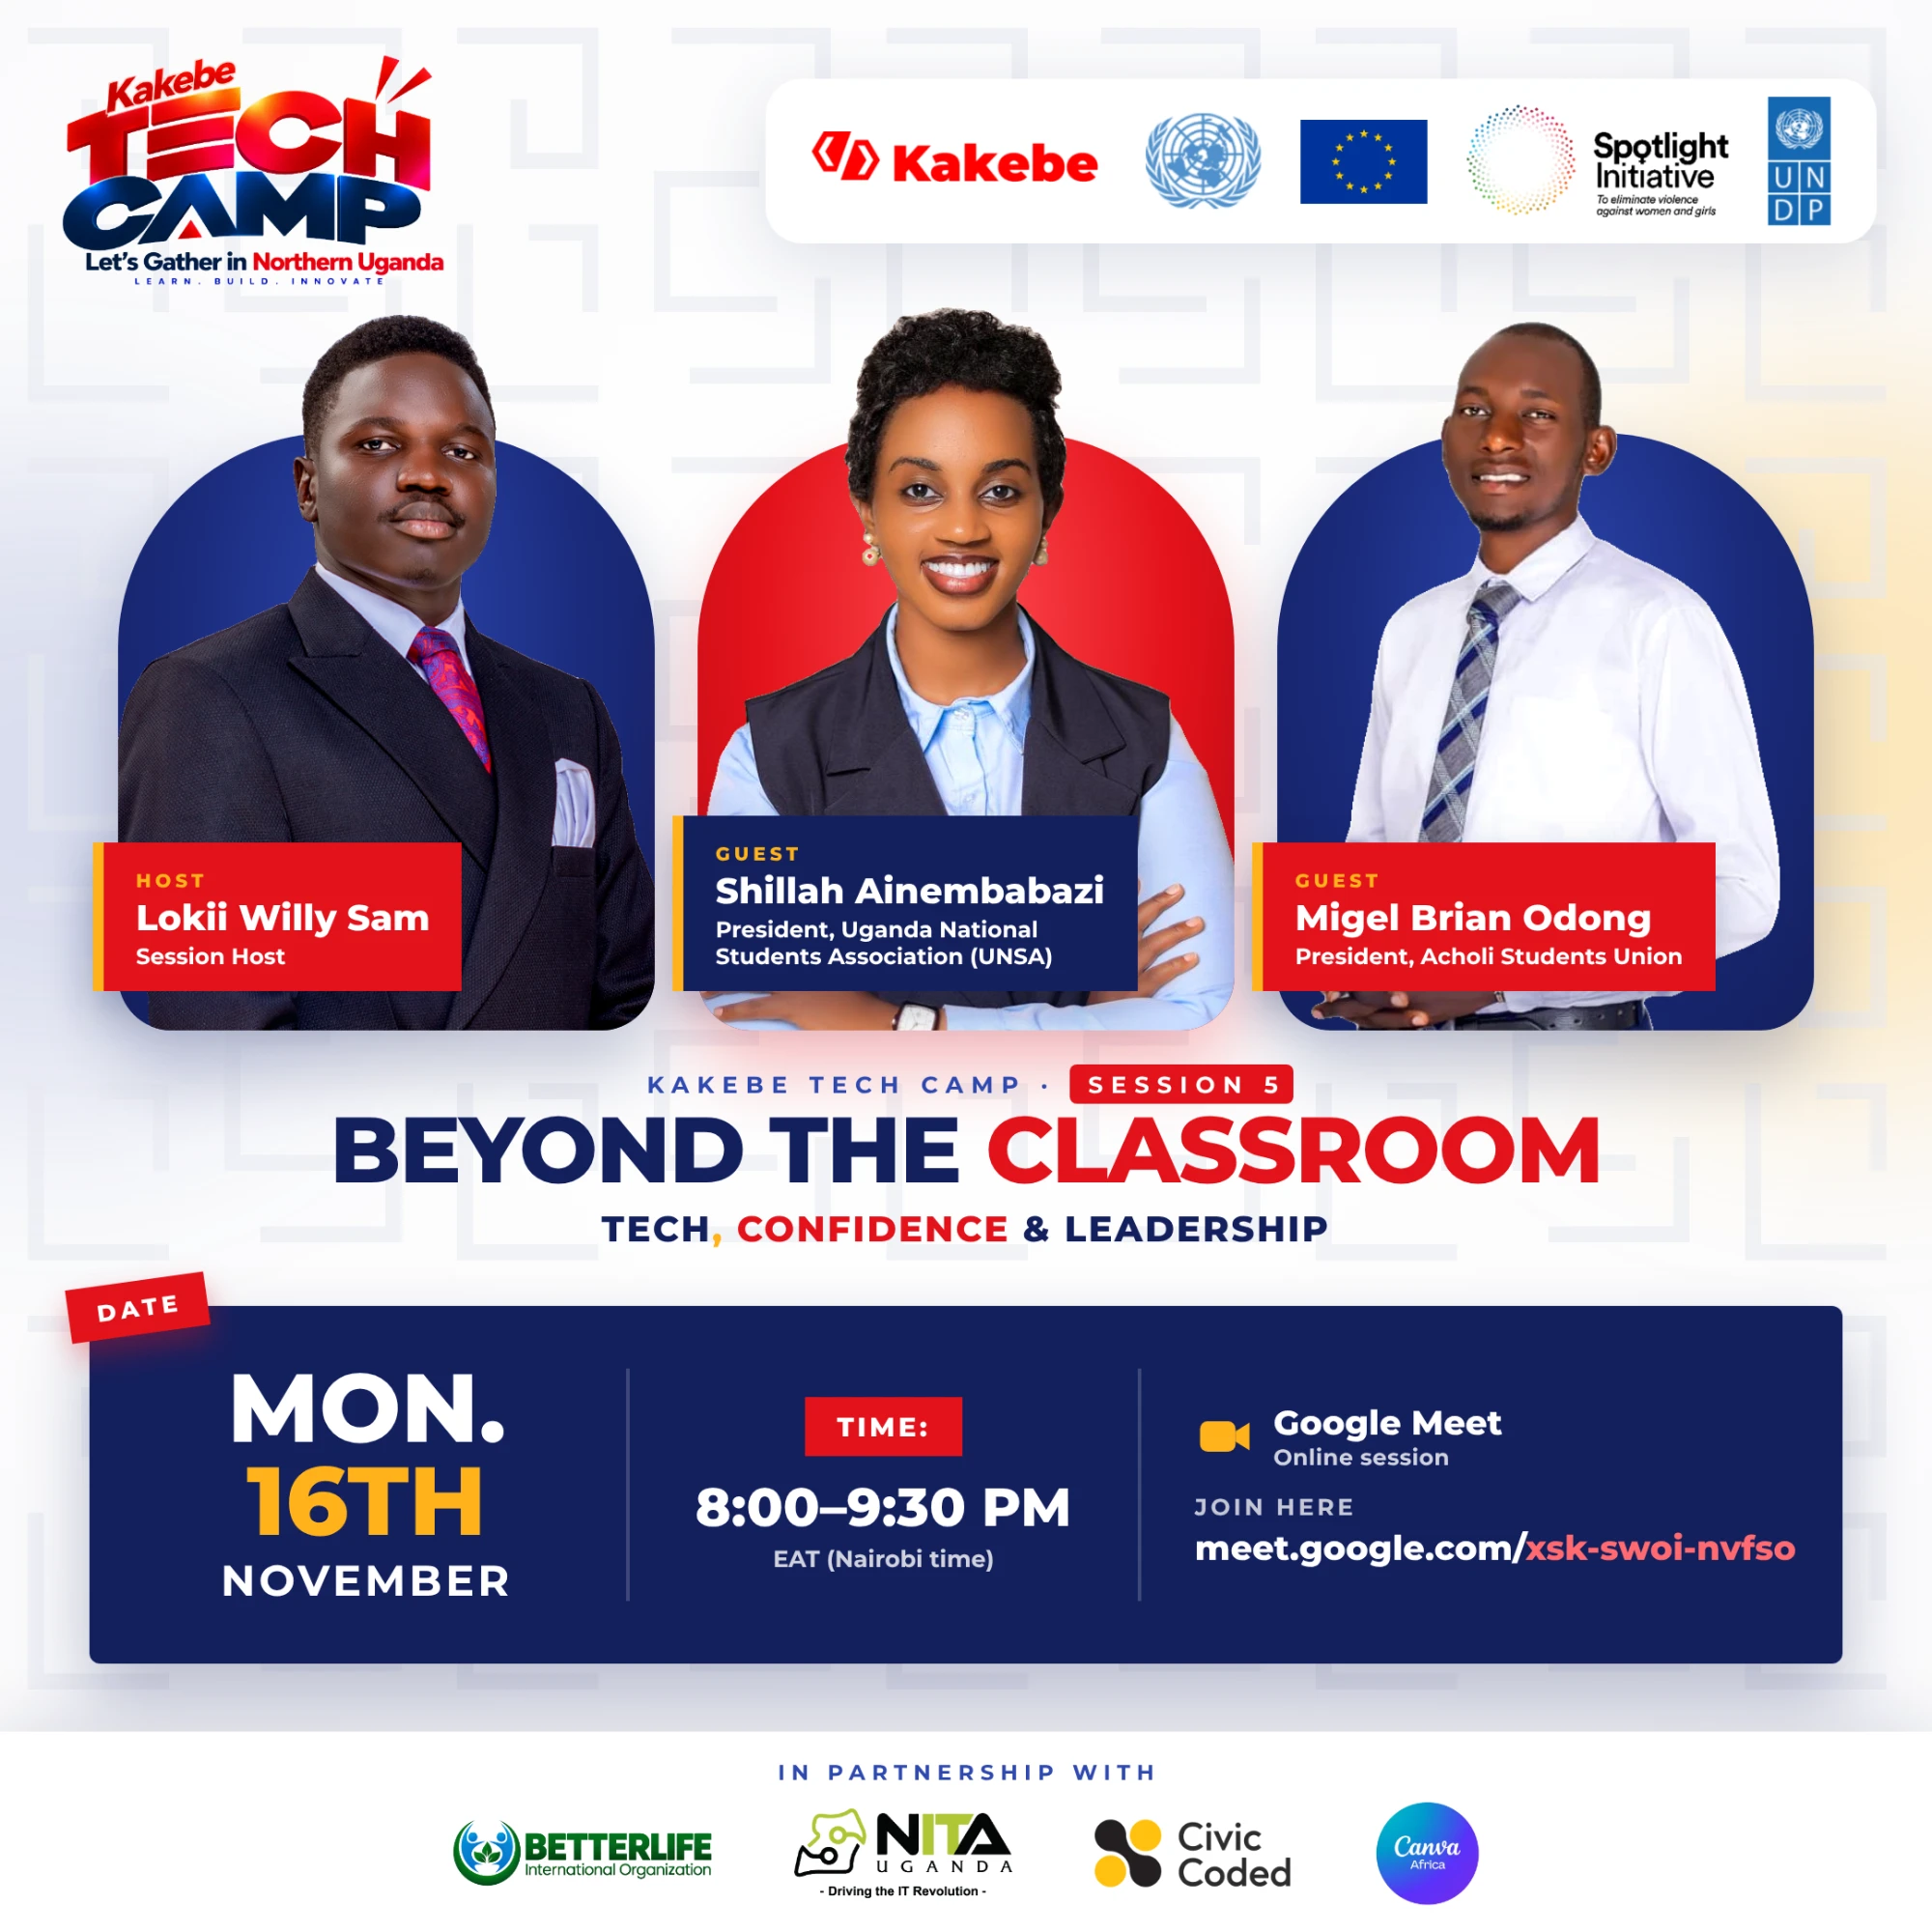 Kakebe
TECH
CAMP
Let's Gather in Northern Uganda
LEARN. BUILD. INNOVATE
Kakebe
Spotlight
Initiative
To eliminate violence
against women and girls
UN
DP
HOST
Lokii Willy Sam
Session Host
GUEST
Shillah Ainembabazi
President, Uganda National
Students Association (UNSA)
GUEST
Migel Brian Odong
President, Acholi Students Union
KAKEBE TECH CAMP · SESSION 5
BEYOND THE CLASSROOM
TECH, CONFIDENCE & LEADERSHIP
DATE
MON.
16TH
NOVEMBER
TIME:
8:00–9:30 PM
EAT (Nairobi time)
Google Meet
Online session
JOIN HERE
meet.google.com/xsk-swoi-nvfso
IN PARTNERSHIP WITH
BETTERLIFE
International Organization
NITA
UGANDA
- Driving the IT Revolution -
Civic
Coded
Canva
Africa